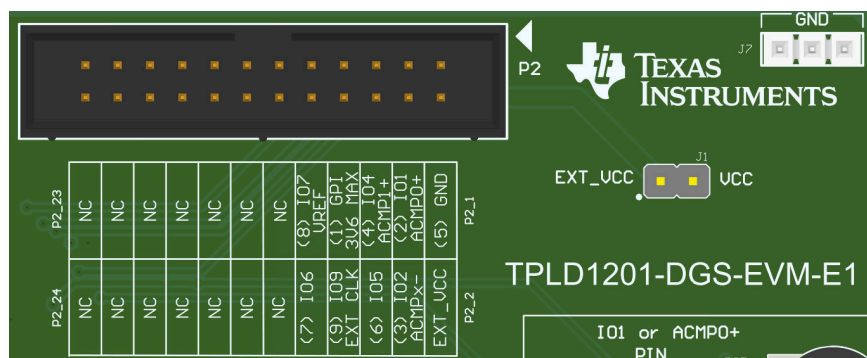 GND
J7
P2
TEXAS
INSTRUMENTS
J1
EXT_VCC
VCC
P2_23
NC
NC
NC
NC
NC
NC
NC
(8) IO7
VREF
(1) GPI
3V6 MAX
(4) IO4
ACMP1+
(2) IO1
ACMP0+
(5) GND
P2_1
P2_24
NC
NC
NC
NC
NC
NC
NC
(7) IO6
(9) IO9
EXT CLK
(6) IO5
(3) IO2
ACMPx-
EXT_VCC
P2_2
TPLD1201-DGS-EVM-E1
IO1 or ACMP0+
PIN